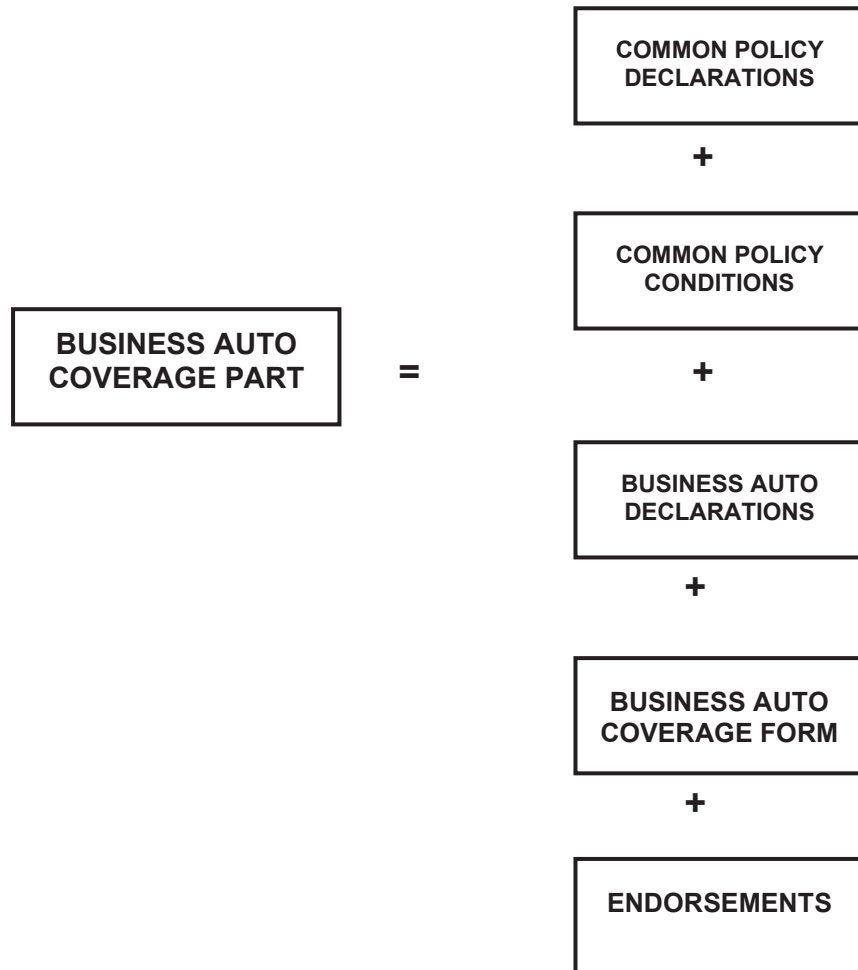 COMMON POLICY
DECLARATIONS
+
COMMON POLICY
CONDITIONS
BUSINESS AUTO
COVERAGE PART
=
+
BUSINESS AUTO
DECLARATIONS
+
BUSINESS AUTO
COVERAGE FORM
+
ENDORSEMENTS